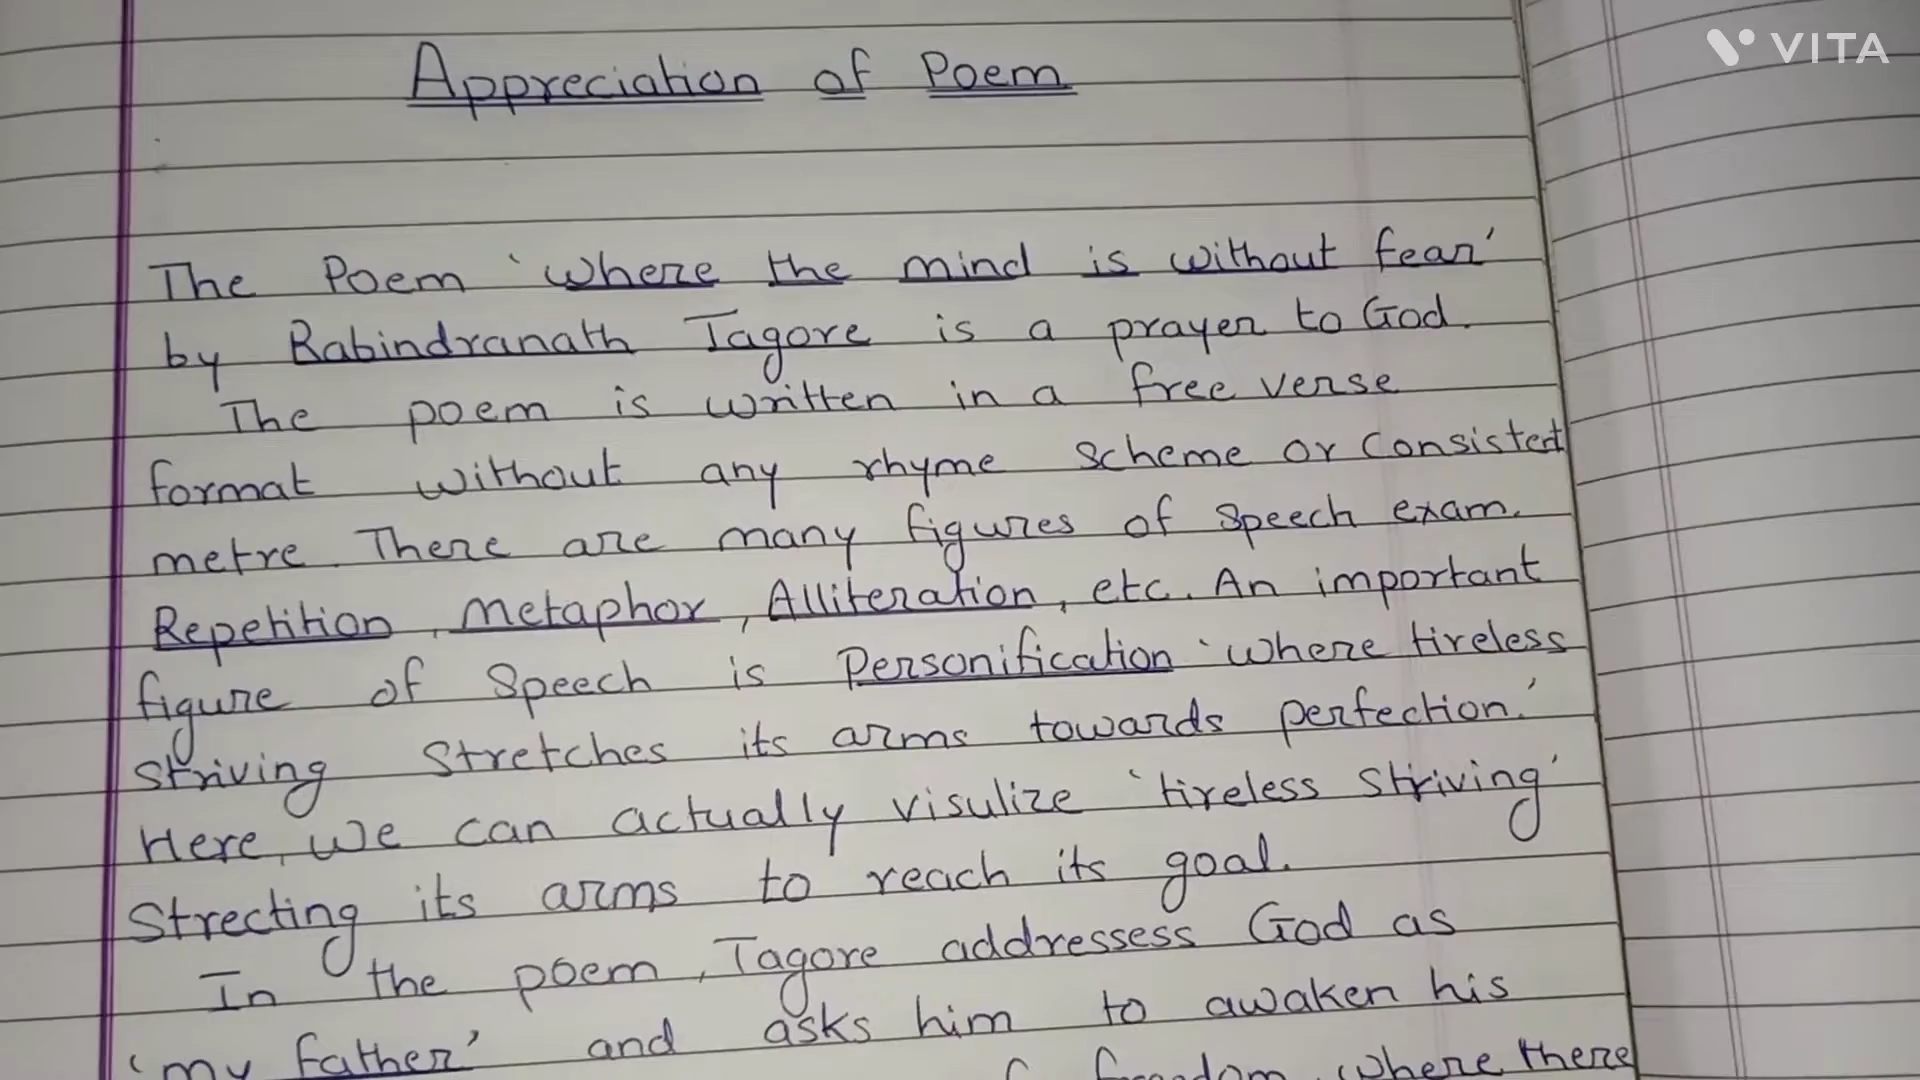 VITA
Appreciation of Poem
The Poem 'where the mind is without fear'
by Rabindranath Tagore is a prayer to God.
The poem is written in a free verse
format without any rhyme scheme or consistent
metre. There are many figures of speech exam.
Repetition, Metaphor, Alliteration, etc. An important
figure of speech is Personification 'where tireless
striving stretches its arms towards perfection.'
Here, we can actually visulize 'tireless striving'
Strecting its arms to reach its goal.
In the poem, Tagore addressess God as
'my father' and asks him to awaken his
freedom where there